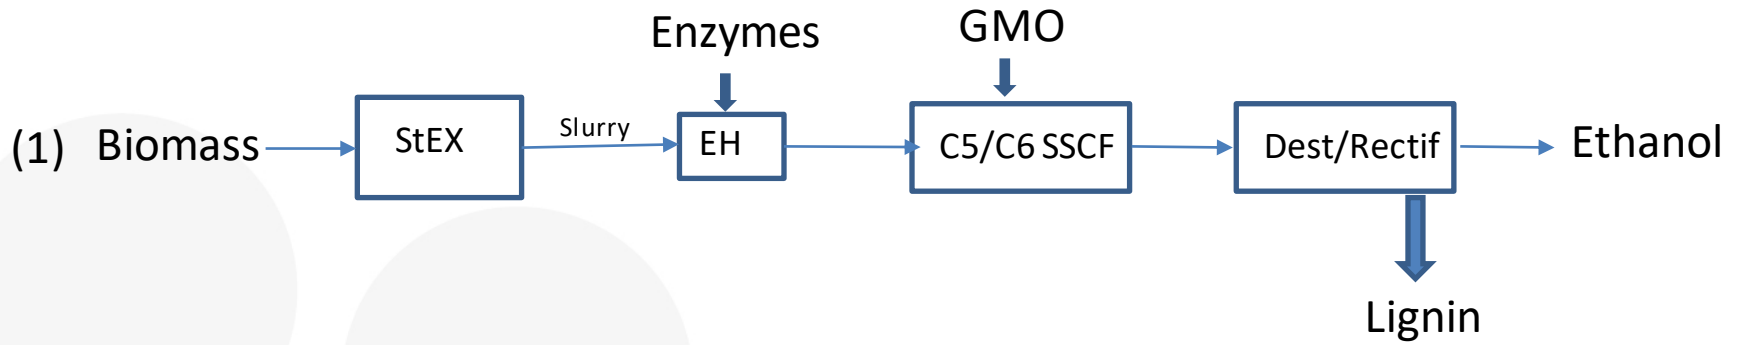 Enzymes
GMO
(1) Biomass
StEX
Slurry
EH
C5/C6 SSCF
Dest/Rectif
Ethanol
Lignin